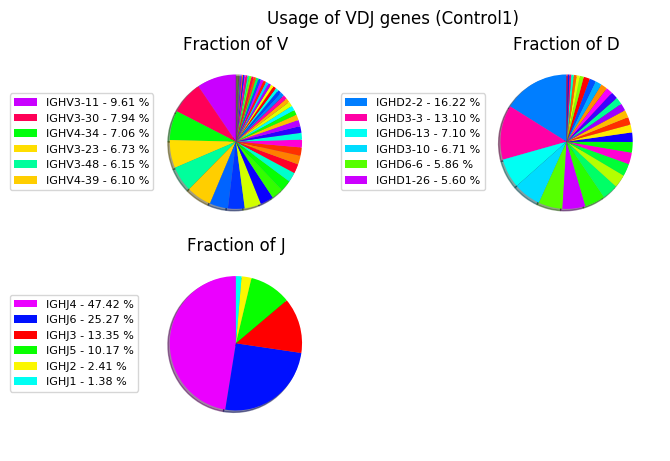 Usage of VDJ genes (Control1)
Fraction of V
IGHV3-11 - 9.61 %
IGHV3-30 - 7.94 %
IGHV4-34 - 7.06 %
IGHV3-23 - 6.73 %
IGHV3-48 - 6.15 %
IGHV4-39 - 6.10 %
Fraction of D
IGHD2-2 - 16.22 %
IGHD3-3 - 13.10 %
IGHD6-13 - 7.10 %
IGHD3-10 - 6.71 %
IGHD6-6 - 5.86 %
IGHD1-26 - 5.60 %
Fraction of J
IGHJ4 - 47.42 %
IGHJ6 - 25.27 %
IGHJ3 - 13.35 %
IGHJ5 - 10.17 %
IGHJ2 - 2.41 %
IGHJ1 - 1.38 %